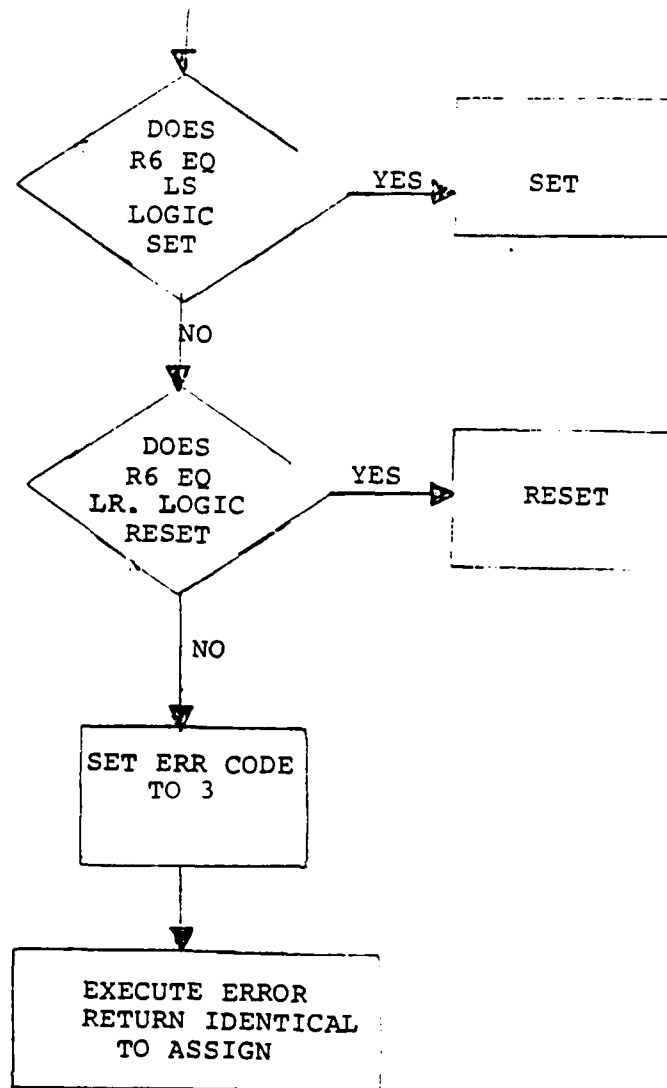 DOES
R6 EQ
LS
LOGIC
SET
YES
SET
NO
DOES
R6 EQ
LR. LOGIC
RESET
YES
RESET
NO
SET ERR CODE
TO 3
EXECUTE ERROR
RETURN IDENTICAL
TO ASSIGN